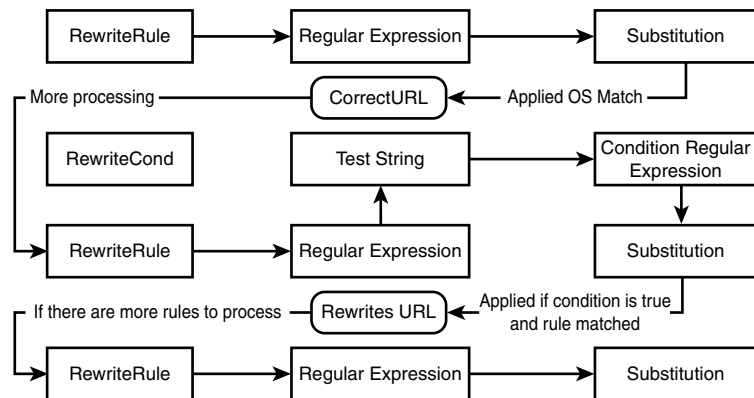 RewriteRule
Regular Expression
Substitution
More processing
CorrectURL
Applied OS Match
RewriteCond
Test String
Condition Regular
Expression
RewriteRule
Regular Expression
Substitution
If there are more rules to process
Rewrites URL
Applied if condition is true
and rule matched
RewriteRule
Regular Expression
Substitution